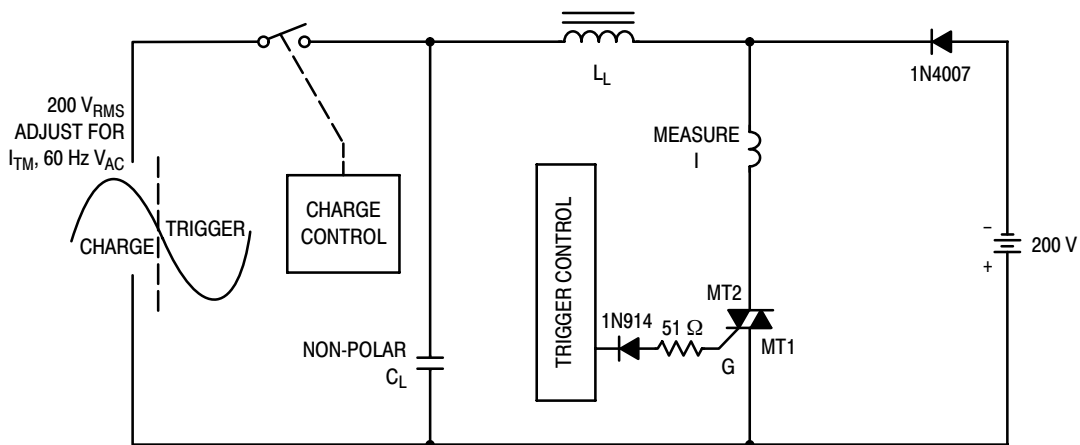 1N4007
L_L
200 V_RMS
ADJUST FOR
I_TM, 60 Hz V_AC
MEASURE
I
TRIGGER
CHARGE
CHARGE
CONTROL
TRIGGER CONTROL
–
+
200 V
MT2
1N914
51 Ω
MT1
G
NON-POLAR
C_L